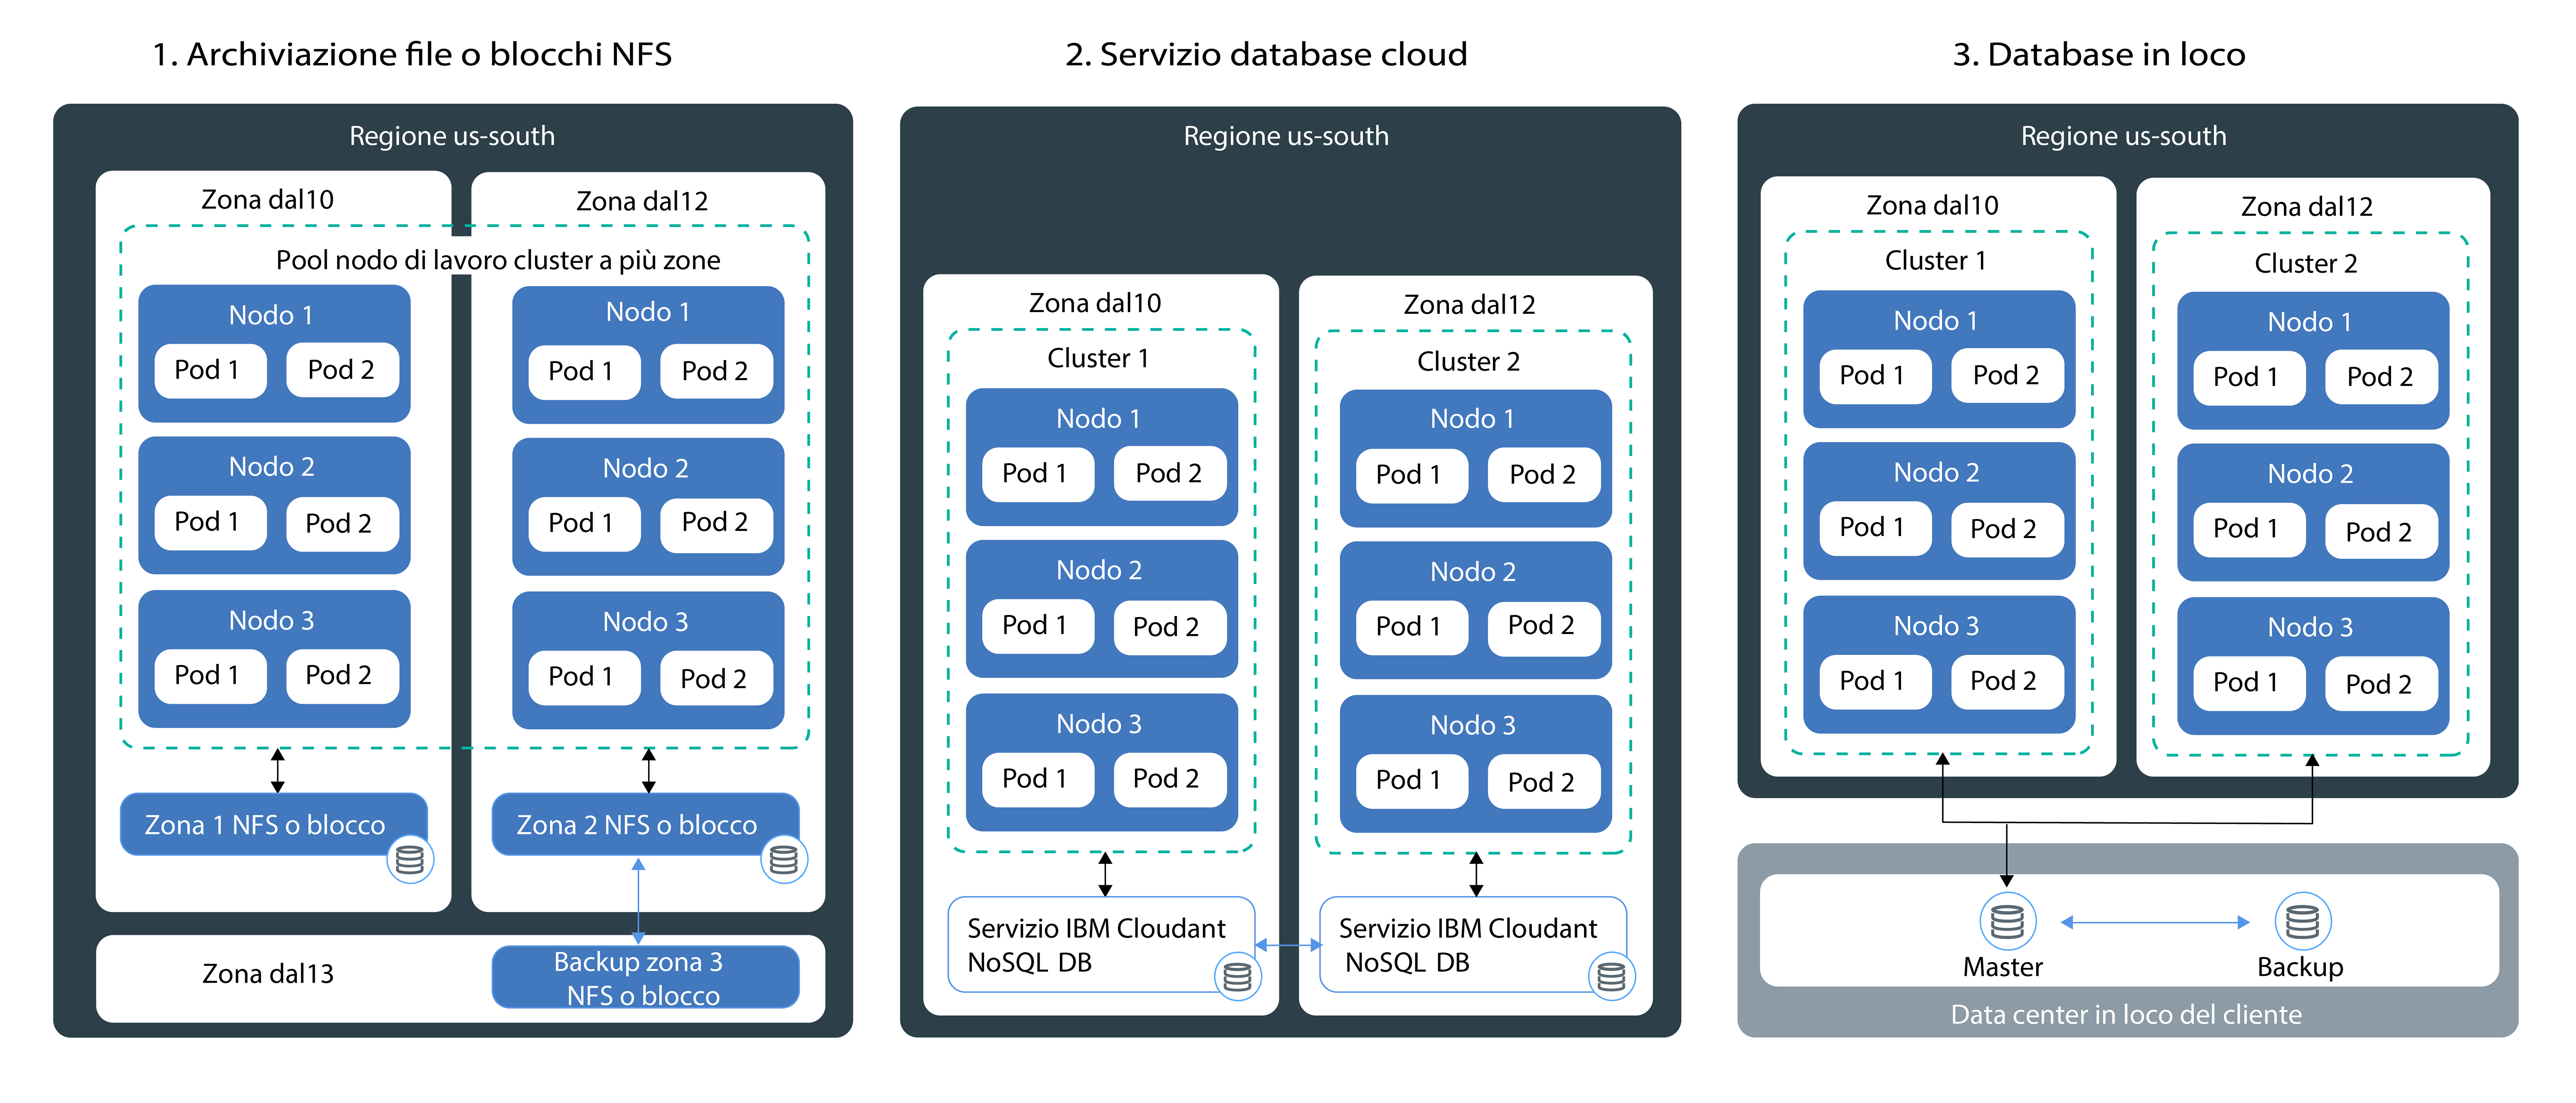 1. Archiviazione file o blocchi NFS
Regione us-south
Zona dal10
Zona dal12
Pool nodo di lavoro cluster a più zone
Nodo 1
Pod 1
Pod 2
Nodo 2
Pod 1
Pod 2
Nodo 3
Pod 1
Pod 2
Nodo 1
Pod 1
Pod 2
Nodo 2
Pod 1
Pod 2
Nodo 3
Pod 1
Pod 2
Zona 1 NFS o blocco
Zona 2 NFS o blocco
Zona dal13
Backup zona 3
NFS o blocco
2. Servizio database cloud
Regione us-south
Zona dal10
Cluster 1
Nodo 1
Pod 1
Pod 2
Nodo 2
Pod 1
Pod 2
Nodo 3
Pod 1
Pod 2
Servizio IBM Cloudant
NoSQL DB
Zona dal12
Cluster 2
Nodo 1
Pod 1
Pod 2
Nodo 2
Pod 1
Pod 2
Nodo 3
Pod 1
Pod 2
Servizio IBM Cloudant
NoSQL DB
3. Database in loco
Regione us-south
Zona dal10
Cluster 1
Nodo 1
Pod 1
Pod 2
Nodo 2
Pod 1
Pod 2
Nodo 3
Pod 1
Pod 2
Zona dal12
Cluster 2
Nodo 1
Pod 1
Pod 2
Nodo 2
Pod 1
Pod 2
Nodo 3
Pod 1
Pod 2
Master
Backup
Data center in loco del cliente